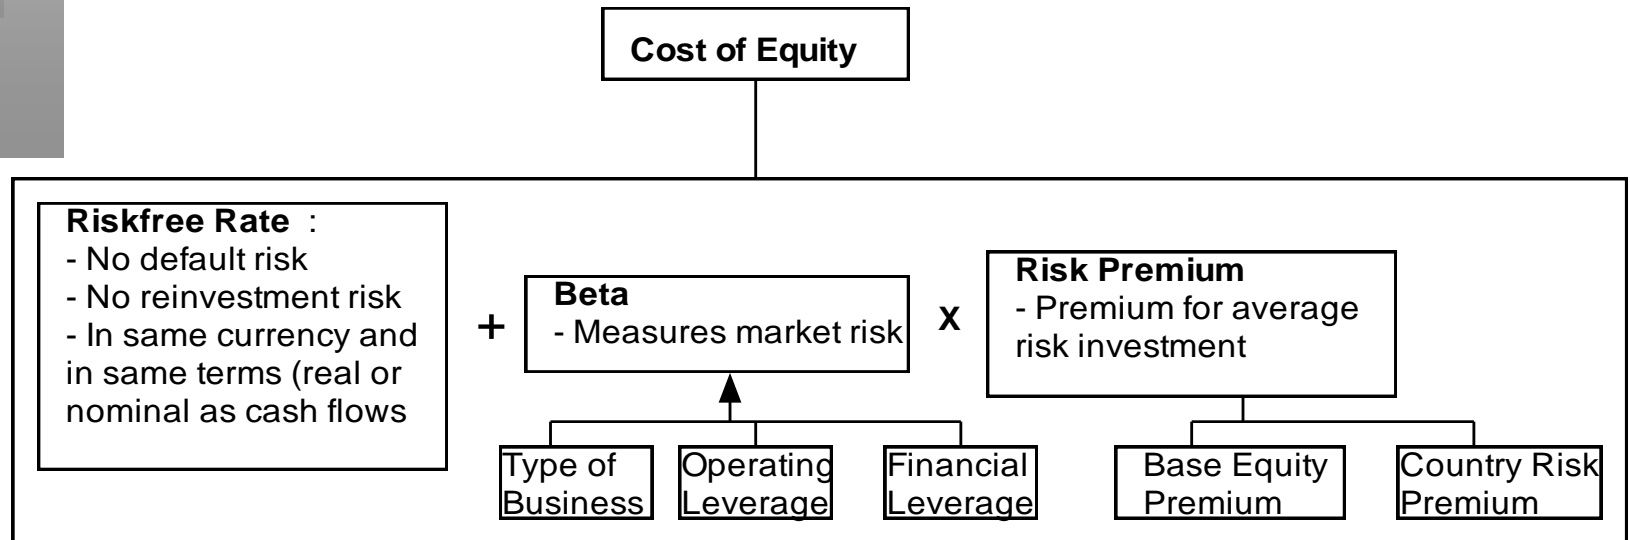 Cost of Equity
Riskfree Rate :
- No default risk
- No reinvestment risk
- In same currency and
in same terms (real or
nominal as cash flows
+
Beta
- Measures market risk
X
Risk Premium
- Premium for average
risk investment
Type of
Business
Operating
Leverage
Financial
Leverage
Base Equity
Premium
Country Risk
Premium